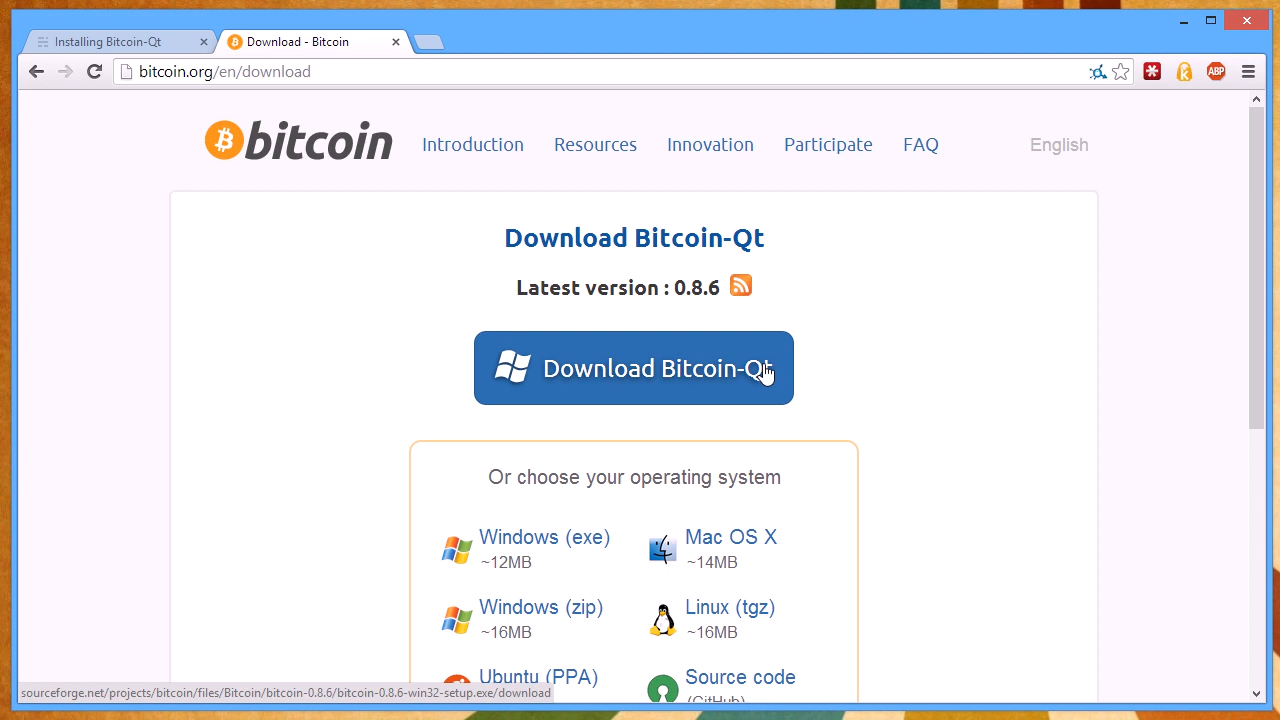 Installing Bitcoin-Qt
Download - Bitcoin
bitcoin.org/en/download
ABP
bitcoin
Introduction
Resources
Innovation
Participate
FAQ
English
Download Bitcoin-Qt
Latest version : 0.8.6
Download Bitcoin-Qt
Or choose your operating system
Windows (exe)
~12MB
Mac OS X
~14MB
Windows (zip)
~16MB
Linux (tgz)
~16MB
Ubuntu (PPA)
Source code
(GitHub)
sourceforge.net/projects/bitcoin/files/Bitcoin/bitcoin-0.8.6/bitcoin-0.8.6-win32-setup.exe/download